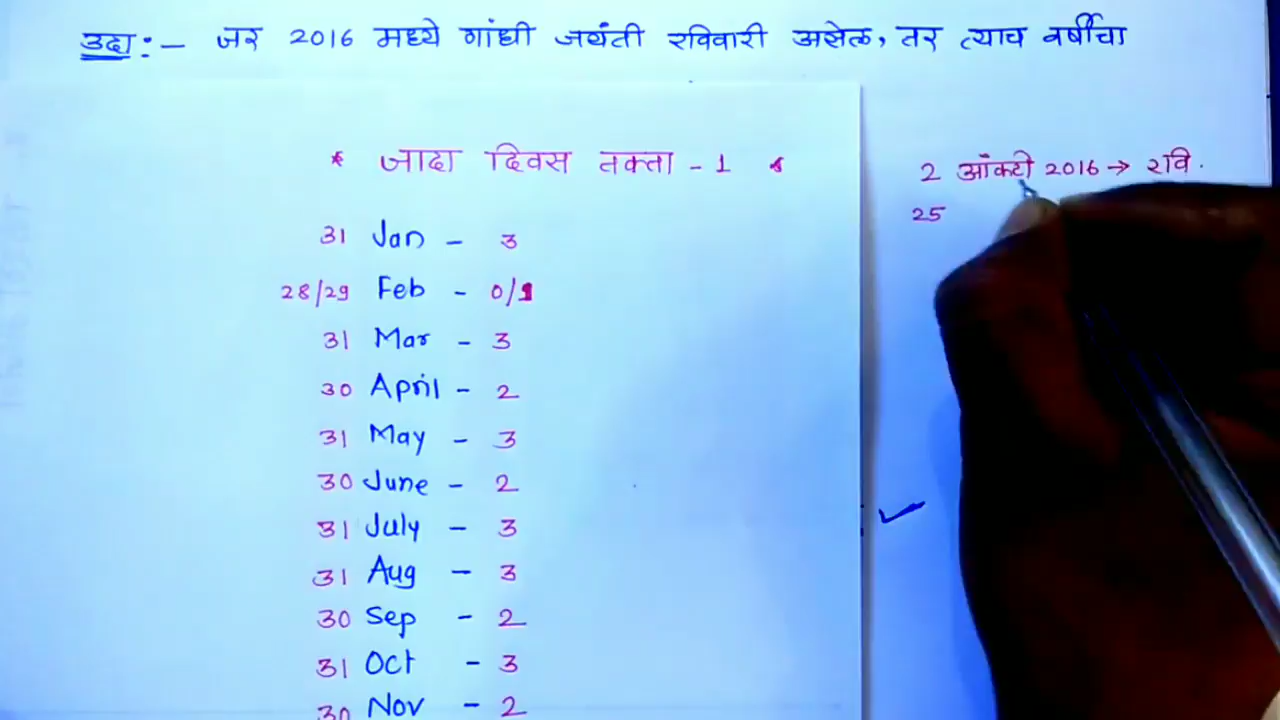 उदा:- जर 2016 मध्ये गांधी जयंती रविवारी असेल, तर त्याच वर्षीचा
* जादा दिवस तक्ता - 1 *
31 Jan - 3
28/29 Feb - 0/1
31 Mar - 3
30 April - 2
31 May - 3
30 June - 2
31 July - 3
31 Aug - 3
30 Sep - 2
31 Oct - 3
30 Nov - 2
2 ऑक्टो 2016 → रवि.
25